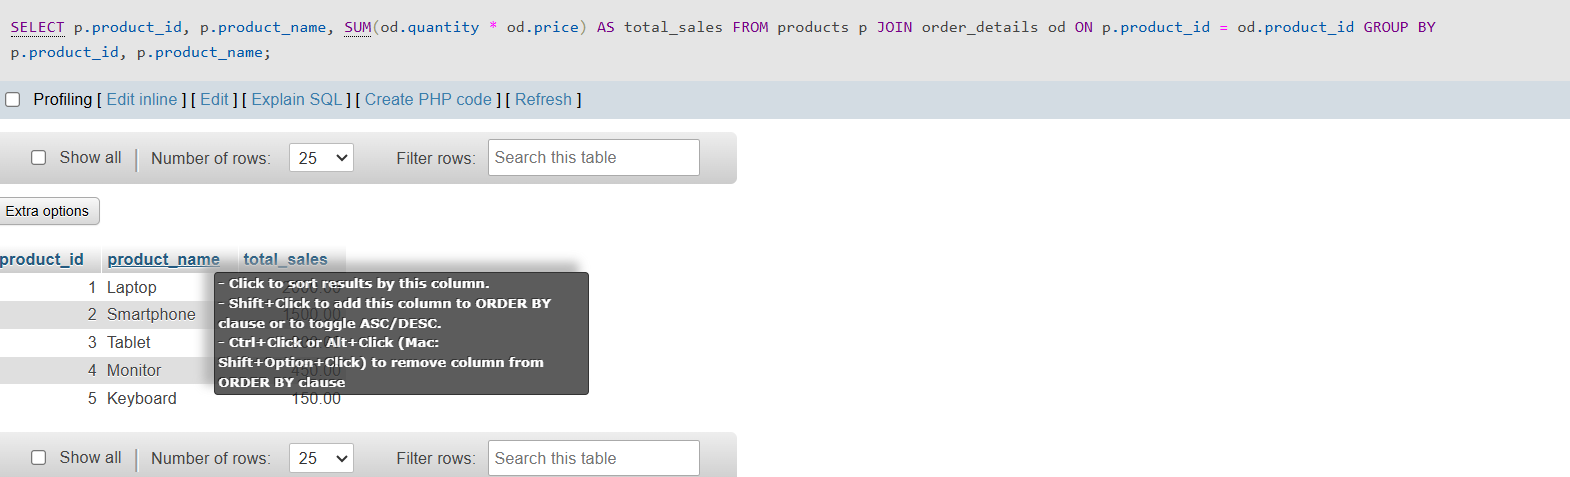 SELECT p.product_id, p.product_name, SUM(od.quantity * od.price) AS total_sales FROM products p JOIN order_details od ON p.product_id = od.product_id GROUP BY
p.product_id, p.product_name;
Profiling [ Edit inline ] [ Edit ] [ Explain SQL ] [ Create PHP code ] [ Refresh ]
Show all Number of rows: 25 Filter rows: Search this table
Extra options
product_id product_name total_sales
1 Laptop
2 Smartphone 1500.00
3 Tablet
4 Monitor 450.00
5 Keyboard 150.00
- Click to sort results by this column.
- Shift+Click to add this column to ORDER BY
clause or to toggle ASC/DESC.
- Ctrl+Click or Alt+Click (Mac:
Shift+Option+Click) to remove column from
ORDER BY clause
Show all Number of rows: 25 Filter rows: Search this table